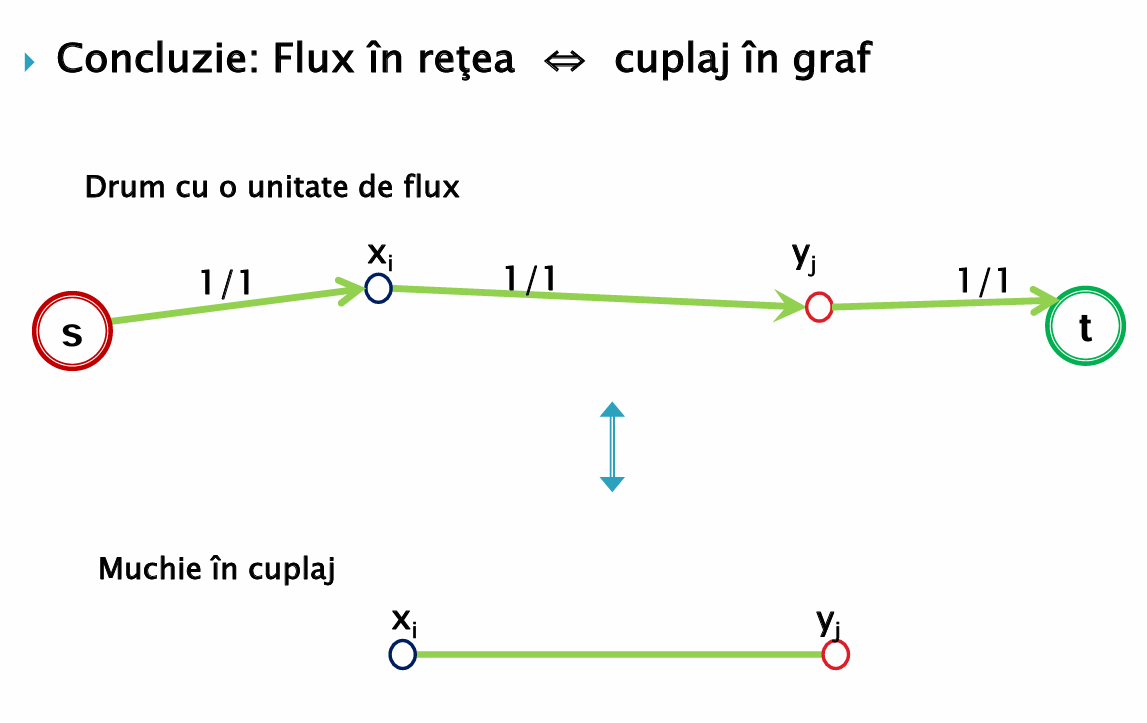 Concluzie: Flux în reţea ⇔ cuplaj în graf
Drum cu o unitate de flux
xi
yj
1/1
1/1
1/1
s
t
Muchie în cuplaj
xi
yj